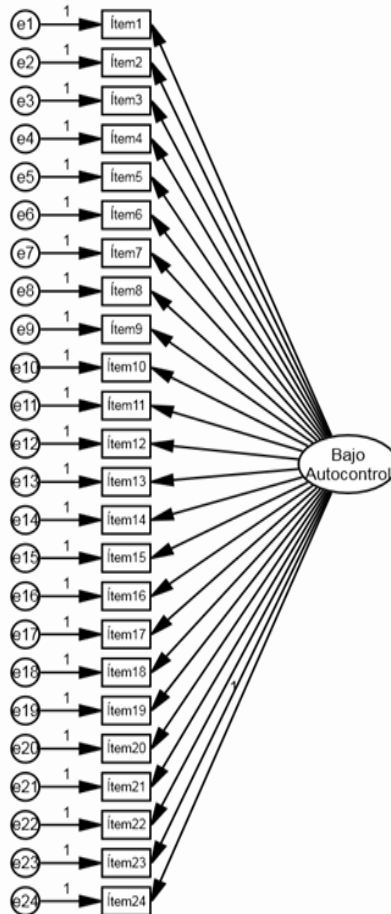 e1 1 Ítem1
e2 1 Ítem2
e3 1 Ítem3
e4 1 Ítem4
e5 1 Ítem5
e6 1 Ítem6
e7 1 Ítem7
e8 1 Ítem8
e9 1 Ítem9
e10 1 Ítem10
e11 1 Ítem11
e12 1 Ítem12
Bajo
Autocontrol
e13 1 Ítem13
e14 1 Ítem14
e15 1 Ítem15
e16 1 Ítem16
e17 1 Ítem17
e18 1 Ítem18
1
e19 1 Ítem19
e20 1 Ítem20
e21 1 Ítem21
e22 1 Ítem22
e23 1 Ítem23
e24 1 Ítem24